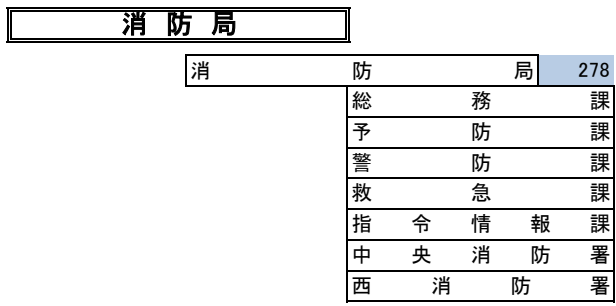 消防局
消防局 278
総務課
予防課
警防課
救急課
指令情報課
中央消防署
西消防署